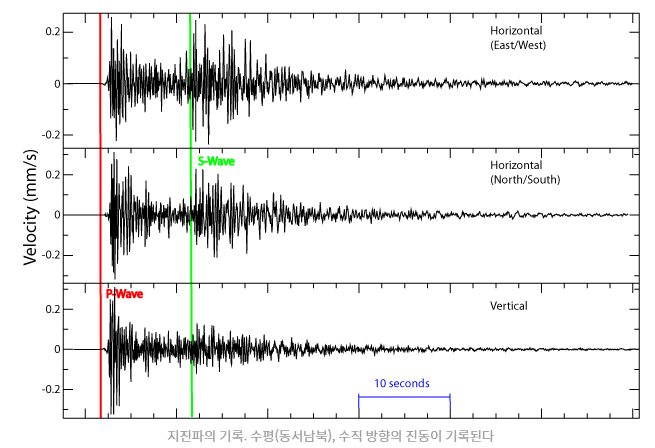 0.2
Horizontal
(East/West)
0
-0.2
S-Wave
Horizontal
(North/South)
0.2
0
-0.2
Velocity (mm/s)
P-Wave
Vertical
0.2
0
-0.2
10 seconds
지진파의 기록. 수평(동서남북), 수직 방향의 진동이 기록된다